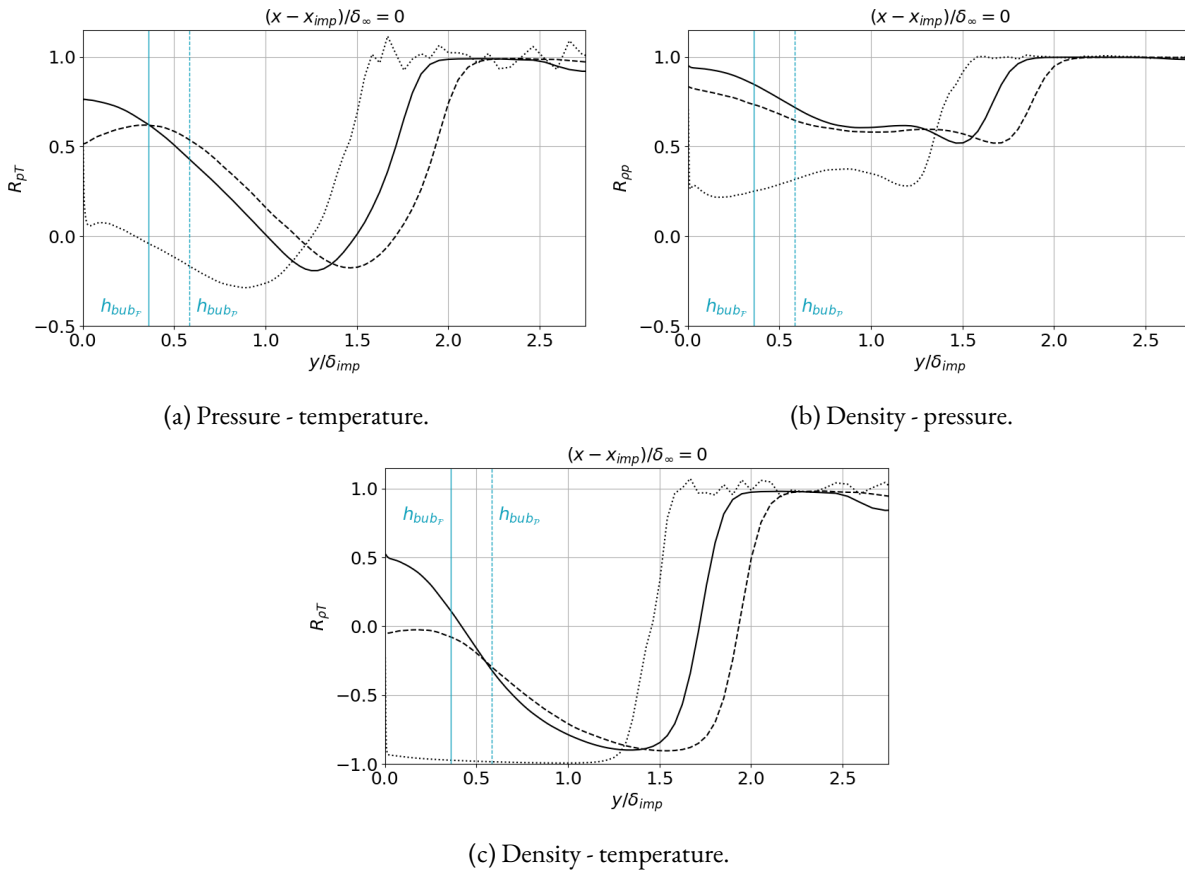 (x − x_imp)/δ_∞ = 0
1.0
0.5
0.0
−0.5
R_pT
h_bub_F
h_bub_P
0.0 0.5 1.0 1.5 2.0 2.5
y/δ_imp
(a) Pressure - temperature.
(x − x_imp)/δ_∞ = 0
1.0
0.5
0.0
−0.5
R_ρp
h_bub_F
h_bub_P
0.0 0.5 1.0 1.5 2.0 2.5
y/δ_imp
(b) Density - pressure.
(x − x_imp)/δ_∞ = 0
1.0
0.5
0.0
−0.5
−1.0
R_ρT
h_bub_F
h_bub_P
0.0 0.5 1.0 1.5 2.0 2.5
y/δ_imp
(c) Density - temperature.